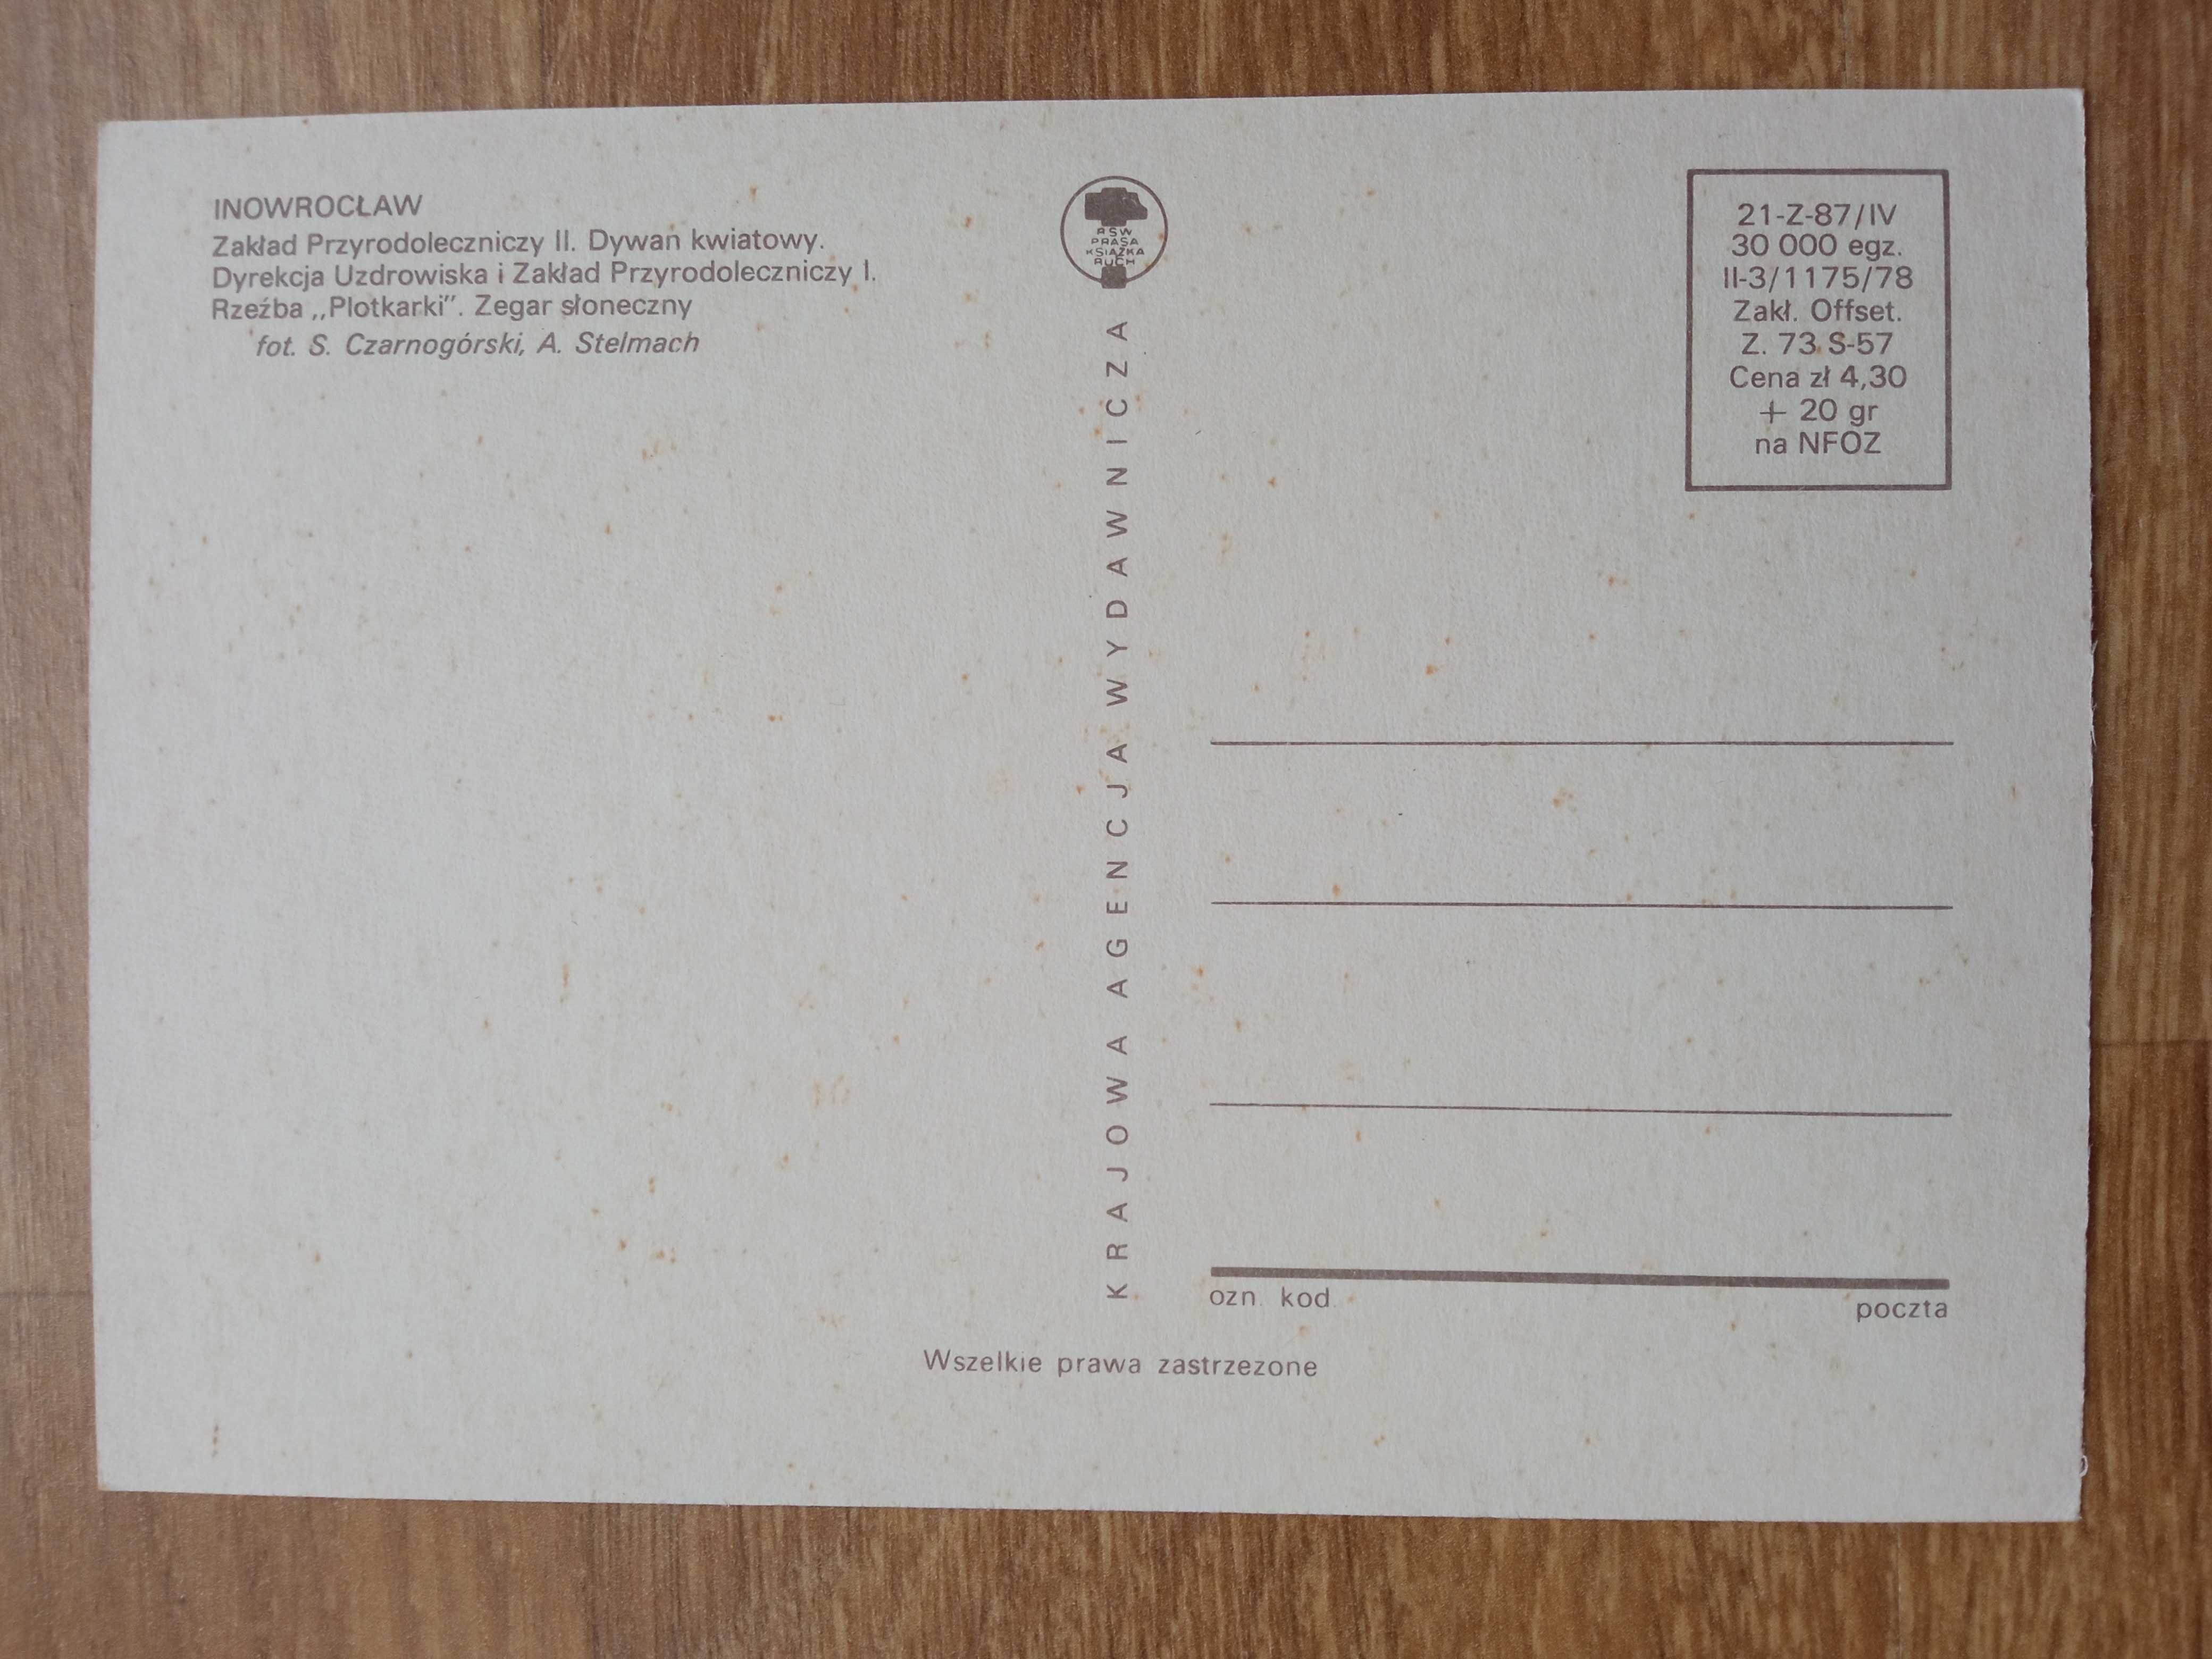 INOWROCŁAW
Zakład Przyrodoleczniczy II. Dywan kwiatowy.
Dyrekcja Uzdrowiska i Zakład Przyrodoleczniczy I.
Rzeźba „Plotkarki”. Zegar słoneczny
fot. S. Czarnogórski, A. Stelmach
RSW
PRASA
KSIĄŻKA
RUCH
KRAJOWA AGENCJA WYDAWNICZA
21-Z-87/IV
30 000 egz.
II-3/1175/78
Zakł. Offset.
Z. 73 S-57
Cena zł 4,30
+ 20 gr
na NFOZ
ozn. kod.
poczta
Wszelkie prawa zastrzezone